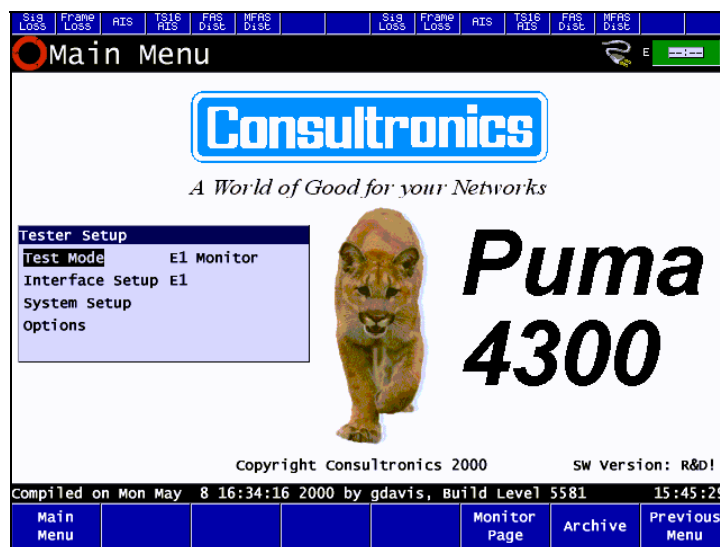 Sig Loss Frame Loss AIS TS16 AIS FAS Dist MFAS Dist Sig Loss Frame Loss AIS TS16 AIS FAS Dist MFAS Dist
Main Menu E --:--
Consultronics
A World of Good for your Networks
Tester Setup
Test Mode E1 Monitor
Interface Setup E1
System Setup
Options
Puma
4300
Copyright Consultronics 2000 SW Version: R&D!
Compiled on Mon May 8 16:34:16 2000 by gdavis, Build Level 5581 15:45:29
Main Menu Monitor Page Archive Previous Menu